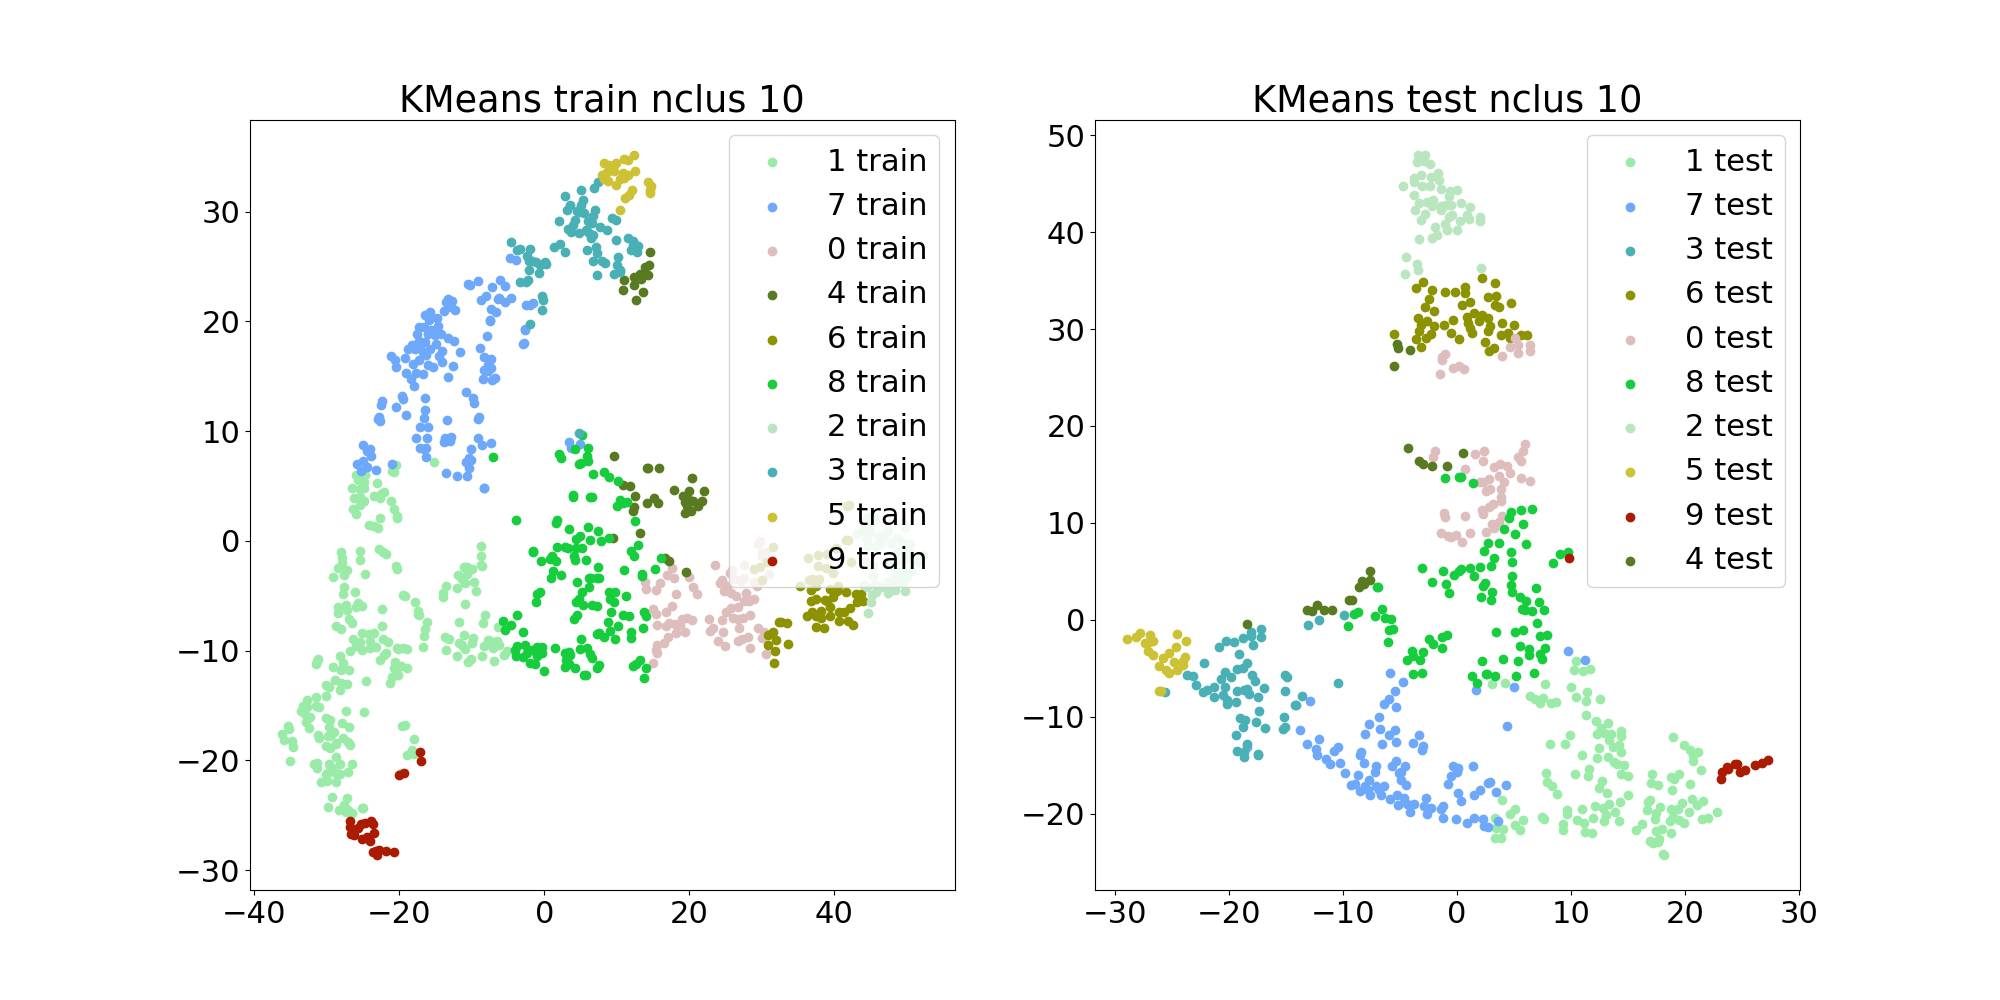 KMeans train nclus 10
30
20
10
0
−10
−20
−30
−40
−20
0
20
40
1 train
7 train
0 train
4 train
6 train
8 train
2 train
3 train
5 train
9 train
KMeans test nclus 10
50
40
30
20
10
0
−10
−20
−30
−20
−10
0
10
20
30
1 test
7 test
3 test
6 test
0 test
8 test
2 test
5 test
9 test
4 test